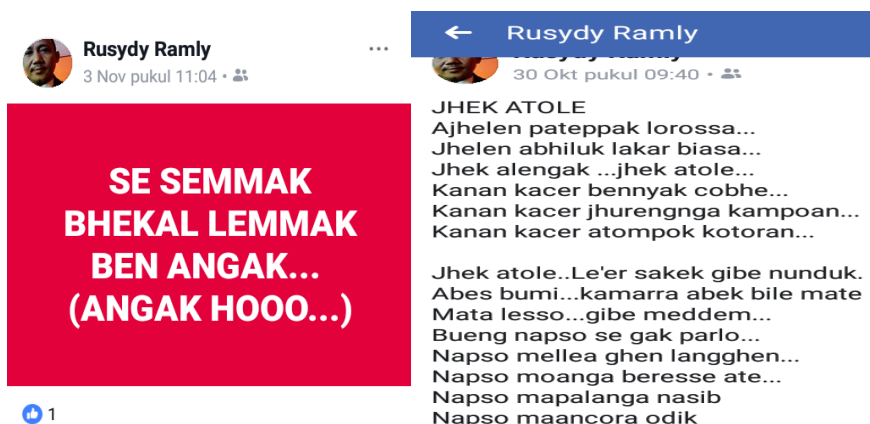 Rusydy Ramly
3 Nov pukul 11:04
SE SEMMAK
BHEKAL LEMMAK
BEN ANGAK...
(ANGAK HOOO...)
1
Rusydy Ramly
30 Okt pukul 09:40
JHEK ATOLE
Ajhelen pateppak lorossa...
Jhelen abhiluk lakar biasa...
Jhek alengak ...jhek atole...
Kanan kacer bennyak cobhe...
Kanan kacer jhurengnga kampoan...
Kanan kacer atompok kotoran...
Jhek atole..Le'er sakek gibe nunduk.
Abes bumi...kamarra abek bile mate
Mata lesso...gibe meddem...
Bueng napso se gak parlo...
Napso mellea ghen langghen...
Napso moanga beresse ate...
Napso mapalanga nasib
Napso maancora odik